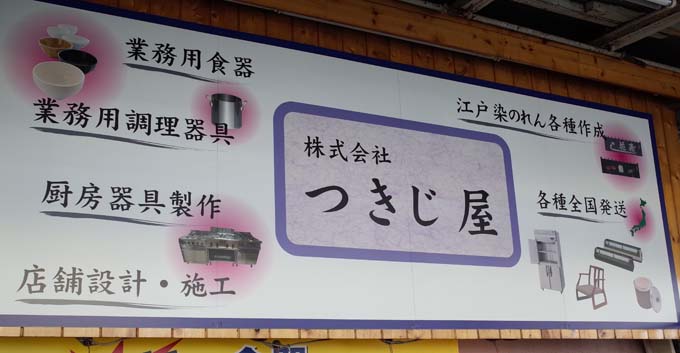 業務用食器
業務用調理器具
厨房器具製作
店舗設計・施工
株式会社
つきじ屋
江戸染のれん各種作成
各種全国発送